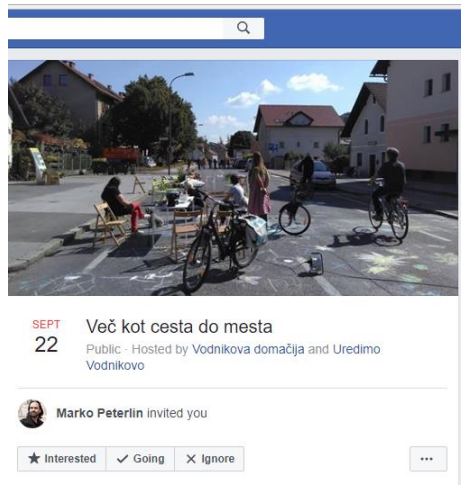 SEPT
22
Več kot cesta do mesta
Public · Hosted by Vodnikova domačija and Uredimo
Vodnikovo
Marko Peterlin invited you
Interested
Going
Ignore